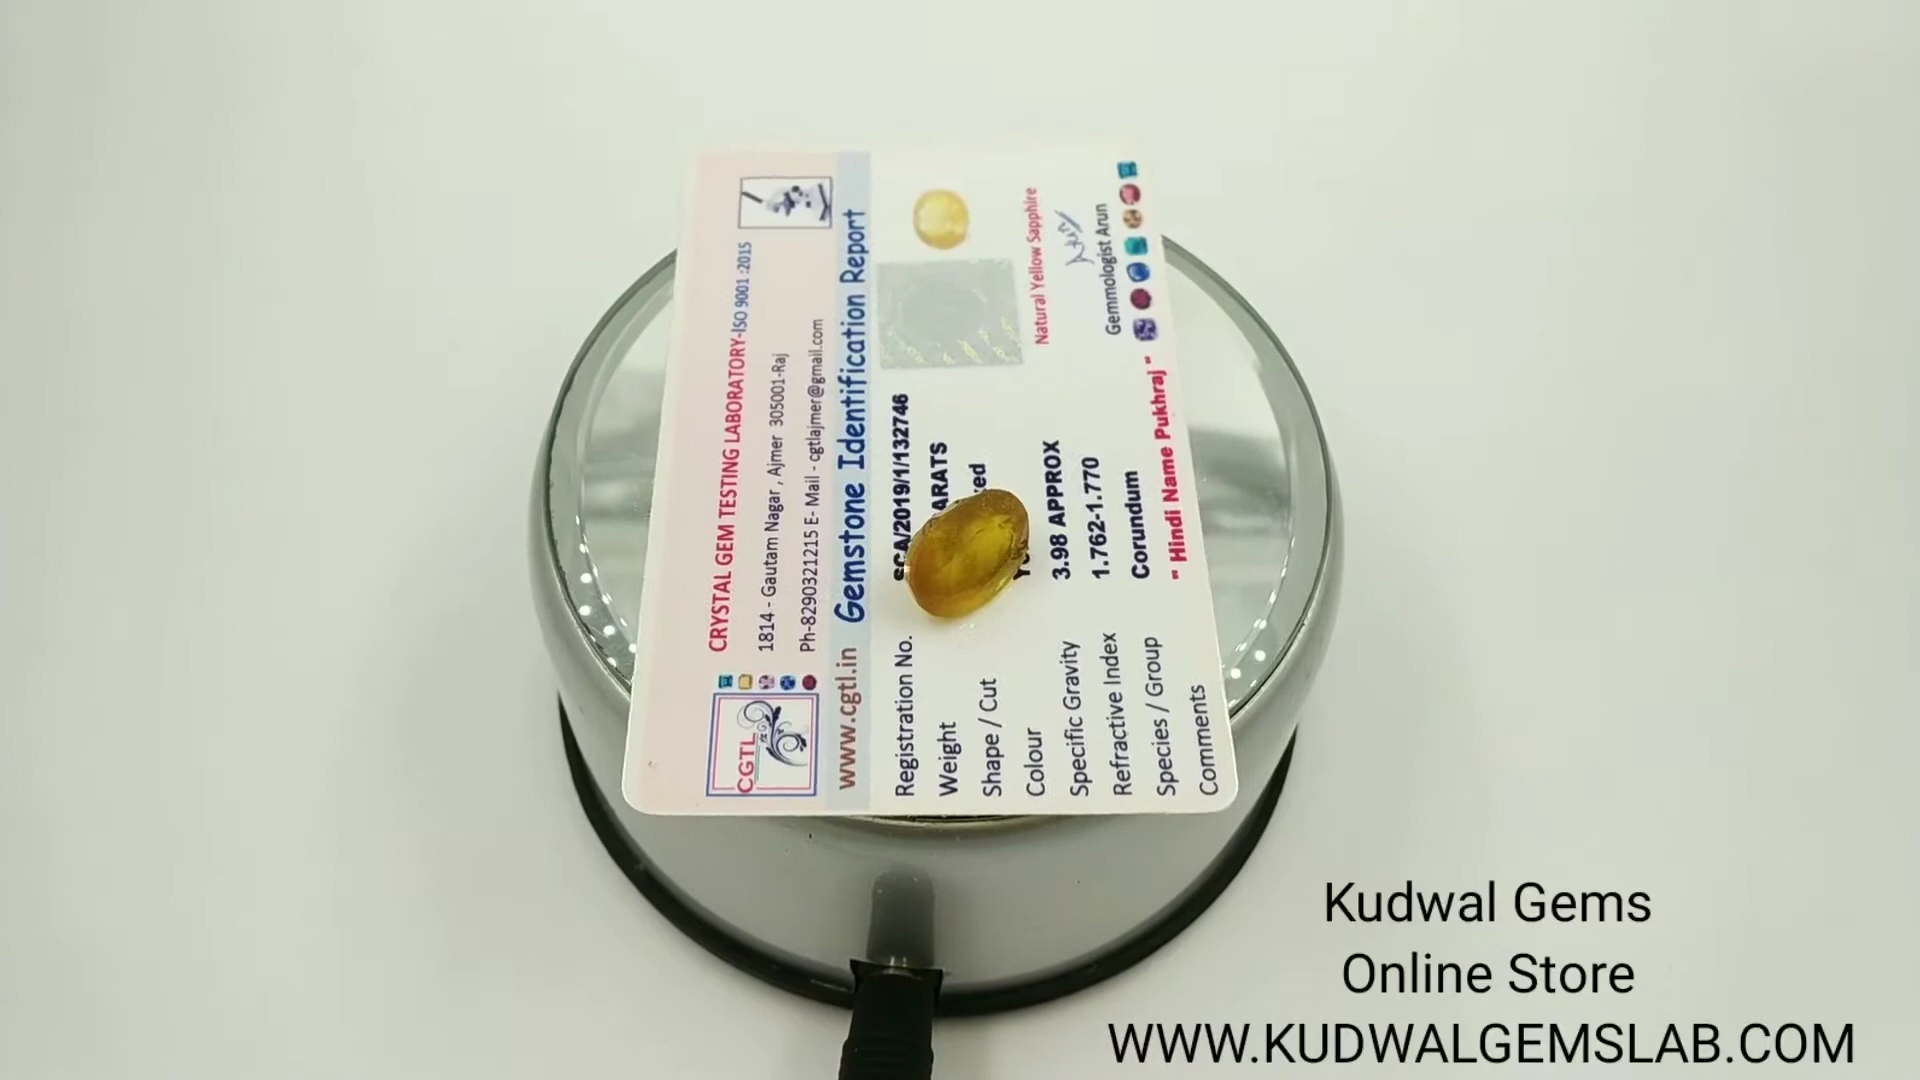 CRYSTAL GEM TESTING LABORATORY-ISO 9001 :2015
1814 - Gautam Nagar , Ajmer 305001-Raj
Ph-8290321215 E- Mail - cgtlajmer@gmail.com
CGTL
www.cgtl.in Gemstone Identification Report
Registration No. SCA/2019/1/132746
Weight
Shape / Cut
Colour
Specific Gravity 3.98 APPROX
Refractive Index 1.762-1.770
Species / Group Corundum
Comments " Hindi Name Pukhraj "
Natural Yellow Sapphire
Gemmologist Arun
Kudwal Gems
Online Store
WWW.KUDWALGEMSLAB.COM